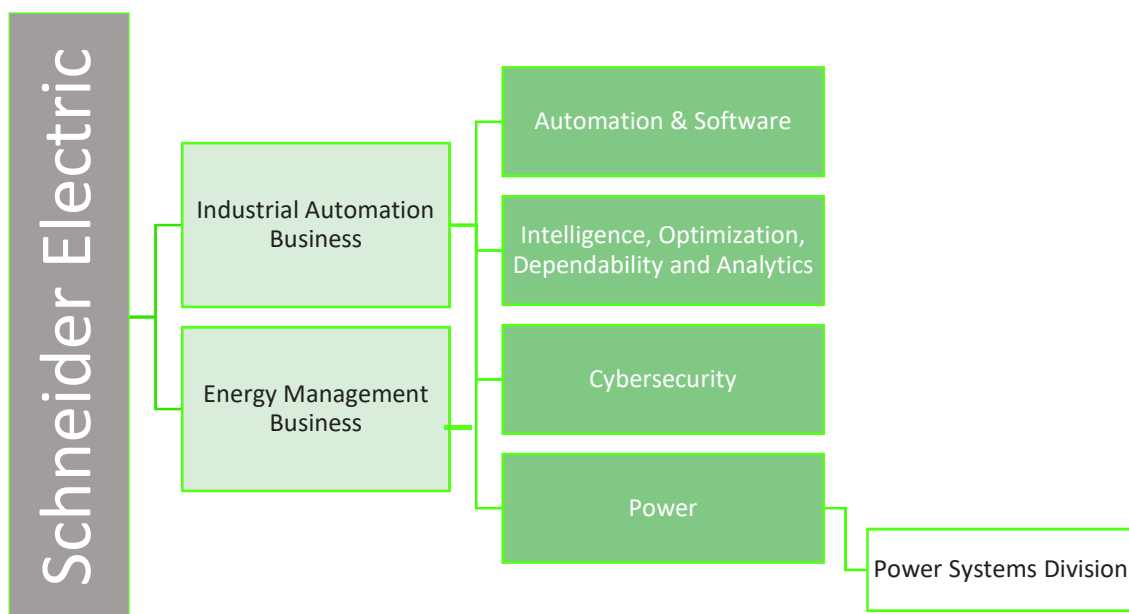 Schneider Electric
Industrial Automation
Business
Energy Management
Business
Automation & Software
Intelligence, Optimization,
Dependability and Analytics
Cybersecurity
Power
Power Systems Division